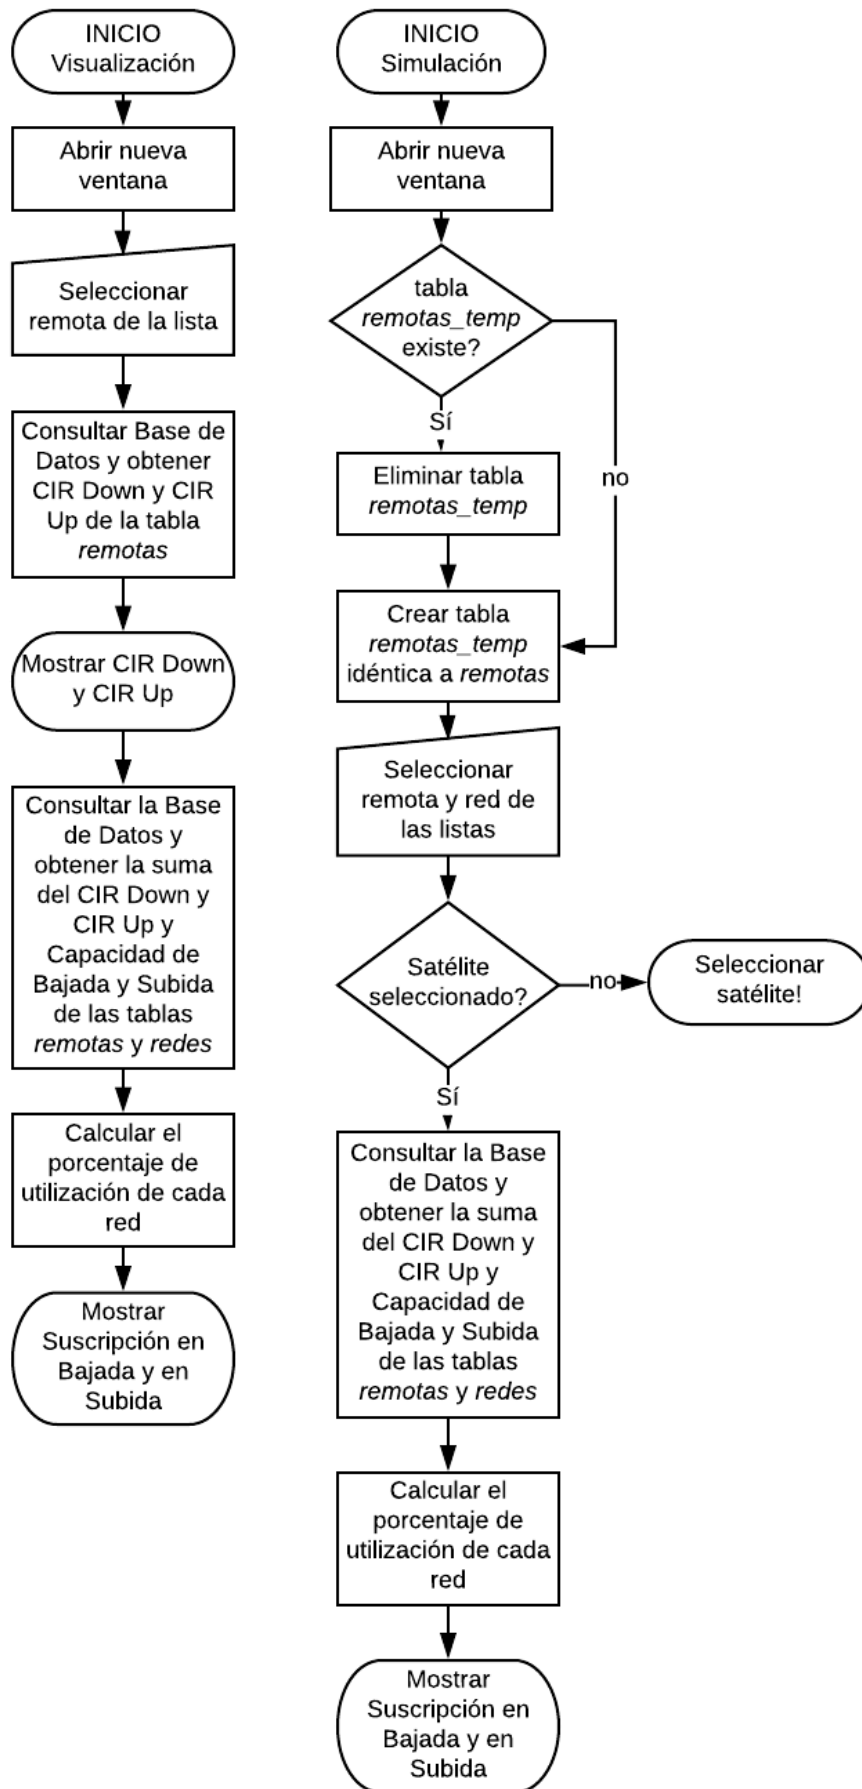 INICIO
Visualización
Abrir nueva
ventana
Seleccionar
remota de la lista
Consultar Base de
Datos y obtener
CIR Down y CIR
Up de la tabla
remotas
Mostrar CIR Down
y CIR Up
Consultar la Base
de Datos y
obtener la suma
del CIR Down y
CIR Up y
Capacidad de
Bajada y Subida
de las tablas
remotas y redes
Calcular el
porcentaje de
utilización de cada
red
Mostrar
Suscripción en
Bajada y en
Subida
INICIO
Simulación
Abrir nueva
ventana
tabla
remotas_temp
existe?
Sí
no
Eliminar tabla
remotas_temp
Crear tabla
remotas_temp
idéntica a remotas
Seleccionar
remota y red de
las listas
Satélite
seleccionado?
no
Seleccionar
satélite!
Sí
Consultar la Base
de Datos y
obtener la suma
del CIR Down y
CIR Up y
Capacidad de
Bajada y Subida
de las tablas
remotas y redes
Calcular el
porcentaje de
utilización de cada
red
Mostrar
Suscripción en
Bajada y en
Subida